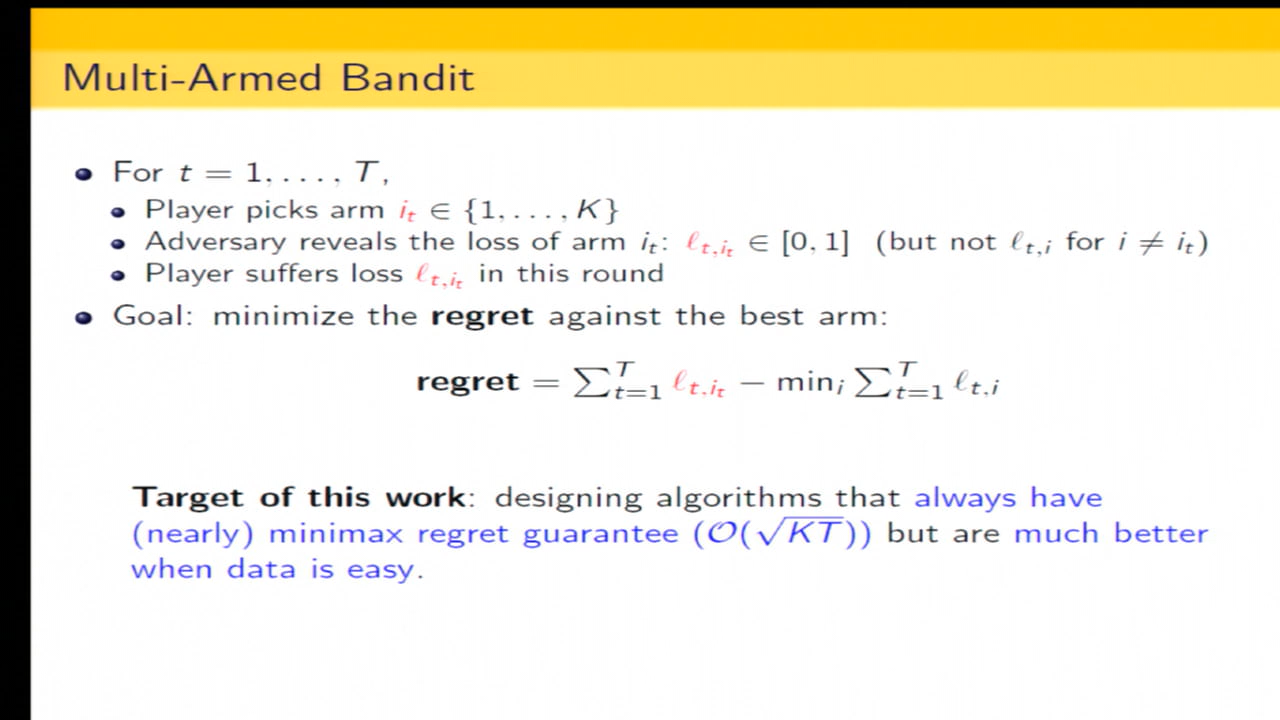 Multi-Armed Bandit
For t = 1, . . . , T,
Player picks arm i_t ∈ {1, . . . , K}
Adversary reveals the loss of arm i_t: ℓ_{t,i_t} ∈ [0, 1] (but not ℓ_{t,i} for i ≠ i_t)
Player suffers loss ℓ_{t,i_t} in this round
Goal: minimize the regret against the best arm:
regret = ∑_{t=1}^{T} ℓ_{t,i_t} − min_i ∑_{t=1}^{T} ℓ_{t,i}
Target of this work: designing algorithms that always have
(nearly) minimax regret guarantee (𝒪(√KT)) but are much better
when data is easy.